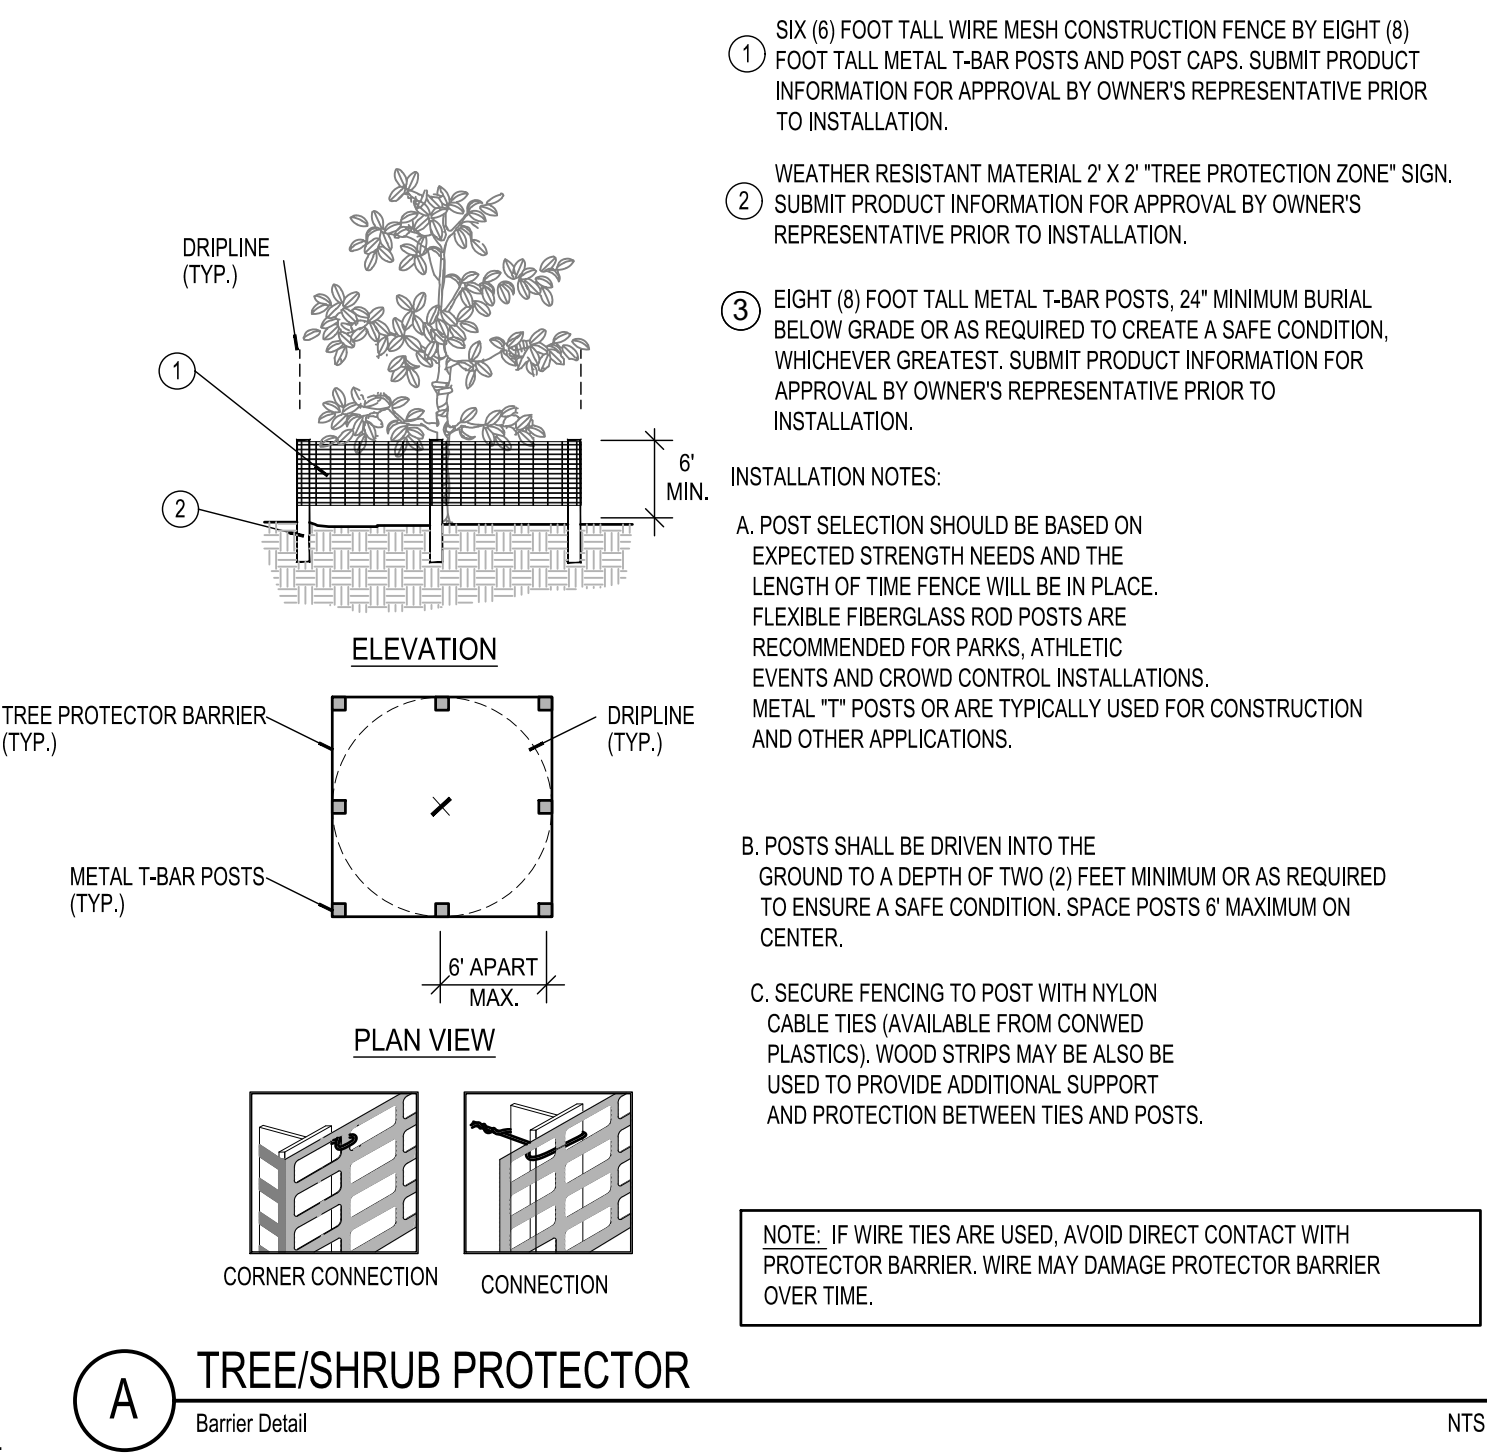 1
SIX (6) FOOT TALL WIRE MESH CONSTRUCTION FENCE BY EIGHT (8)
FOOT TALL METAL T-BAR POSTS AND POST CAPS. SUBMIT PRODUCT
INFORMATION FOR APPROVAL BY OWNER'S REPRESENTATIVE PRIOR
TO INSTALLATION.
2
WEATHER RESISTANT MATERIAL 2' X 2' "TREE PROTECTION ZONE" SIGN.
SUBMIT PRODUCT INFORMATION FOR APPROVAL BY OWNER'S
REPRESENTATIVE PRIOR TO INSTALLATION.
3
EIGHT (8) FOOT TALL METAL T-BAR POSTS, 24" MINIMUM BURIAL
BELOW GRADE OR AS REQUIRED TO CREATE A SAFE CONDITION,
WHICHEVER GREATEST. SUBMIT PRODUCT INFORMATION FOR
APPROVAL BY OWNER'S REPRESENTATIVE PRIOR TO
INSTALLATION.
DRIPLINE
(TYP.)
1
2
6'
MIN.
ELEVATION
TREE PROTECTOR BARRIER
(TYP.)
DRIPLINE
(TYP.)
METAL T-BAR POSTS
(TYP.)
6' APART
MAX.
PLAN VIEW
CORNER CONNECTION
CONNECTION
INSTALLATION NOTES:
A. POST SELECTION SHOULD BE BASED ON
EXPECTED STRENGTH NEEDS AND THE
LENGTH OF TIME FENCE WILL BE IN PLACE.
FLEXIBLE FIBERGLASS ROD POSTS ARE
RECOMMENDED FOR PARKS, ATHLETIC
EVENTS AND CROWD CONTROL INSTALLATIONS.
METAL "T" POSTS OR ARE TYPICALLY USED FOR CONSTRUCTION
AND OTHER APPLICATIONS.
B. POSTS SHALL BE DRIVEN INTO THE
GROUND TO A DEPTH OF TWO (2) FEET MINIMUM OR AS REQUIRED
TO ENSURE A SAFE CONDITION. SPACE POSTS 6' MAXIMUM ON
CENTER.
C. SECURE FENCING TO POST WITH NYLON
CABLE TIES (AVAILABLE FROM CONWED
PLASTICS). WOOD STRIPS MAY BE ALSO BE
USED TO PROVIDE ADDITIONAL SUPPORT
AND PROTECTION BETWEEN TIES AND POSTS.
NOTE: IF WIRE TIES ARE USED, AVOID DIRECT CONTACT WITH
PROTECTOR BARRIER. WIRE MAY DAMAGE PROTECTOR BARRIER
OVER TIME.
A
TREE/SHRUB PROTECTOR
Barrier Detail
NTS